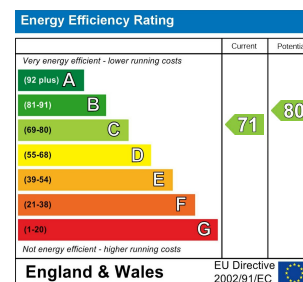 Energy Efficiency Rating
Current Potentia
Very energy efficient - lower running costs
(92 plus) A
(81-91) B
(69-80) C
(55-68) D
(39-54) E
(21-38) F
(1-20) G
71
80
Not energy efficient - higher running costs
England & Wales
EU Directive
2002/91/EC